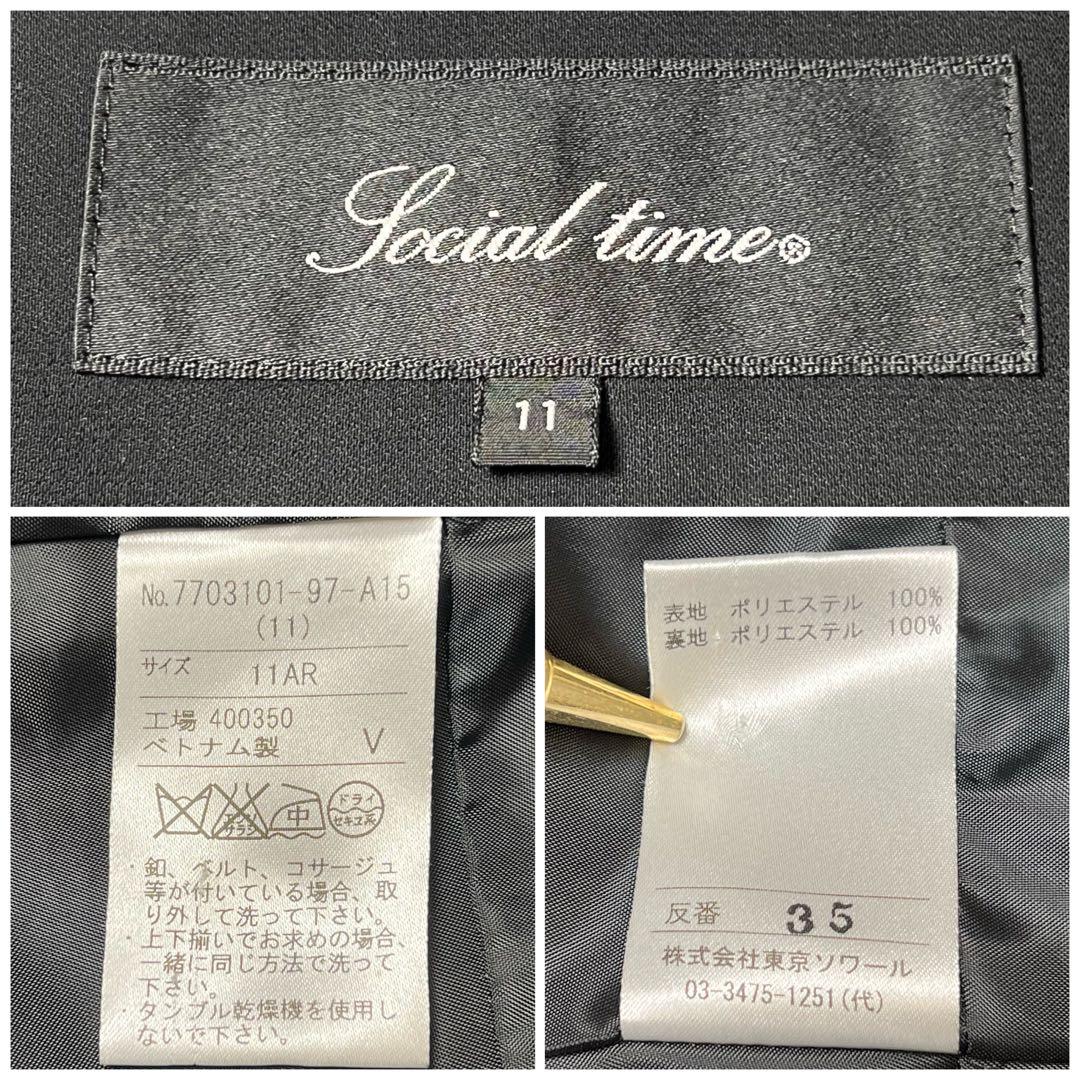 Social time®
11
No.7703101-97-A15
(11)
サイズ 11AR
工場 400350
ベトナム製 V
エンソ
サラシ
中
ドライ
セキユ系
・釦、ベルト、コサージュ
等が付いている場合、取
り外して洗って下さい。
・上下揃いでお求めの場合、
一緒に同じ方法で洗って
下さい。
・タンブル乾燥機を使用し
ないで下さい。
表地 ポリエステル 100%
裏地 ポリエステル 100%
反番 35
株式会社東京ソワール
03-3475-1251(代)